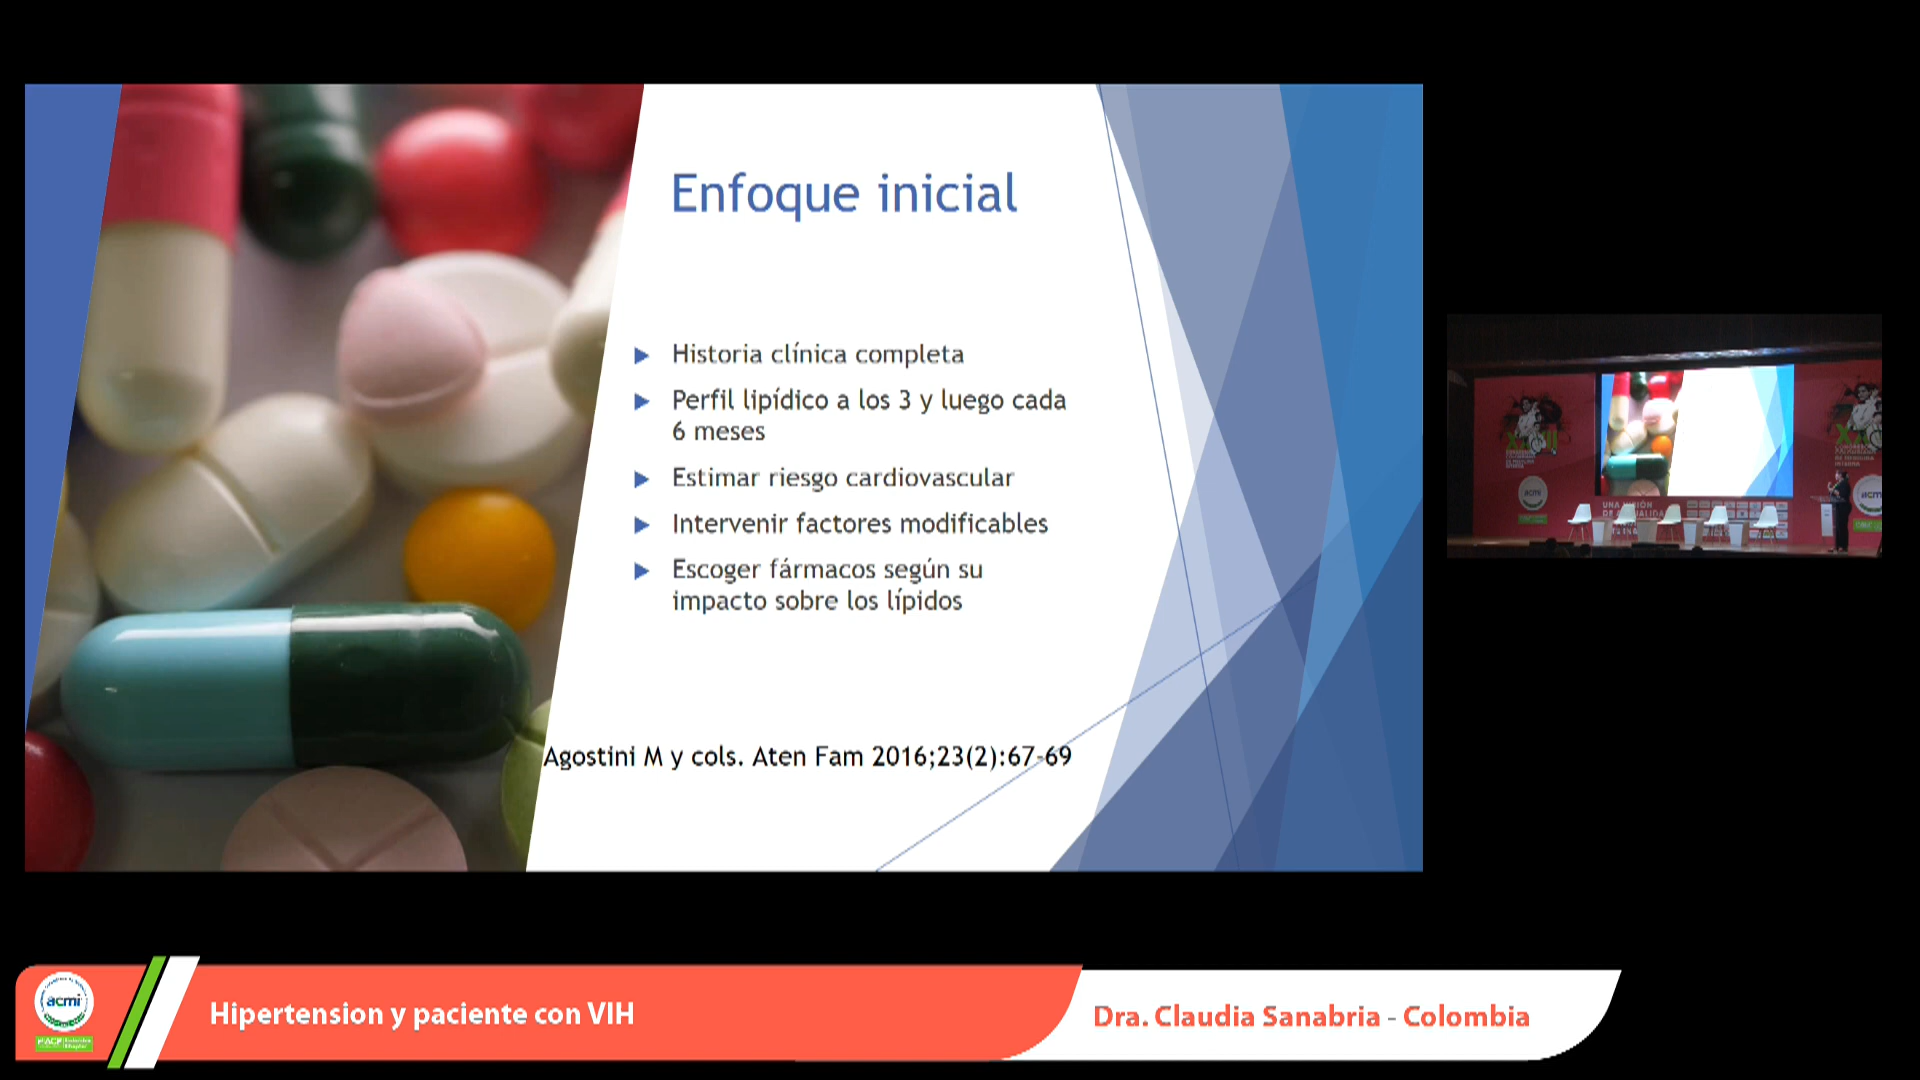 Enfoque inicial
Historia clínica completa
Perfil lipídico a los 3 y luego cada
6 meses
Estimar riesgo cardiovascular
Intervenir factores modificables
Escoger fármacos según su
impacto sobre los lípidos
Agostini M y cols. Aten Fam 2016;23(2):67-69
acmi
Hipertension y paciente con VIH
Dra. Claudia Sanabria - Colombia